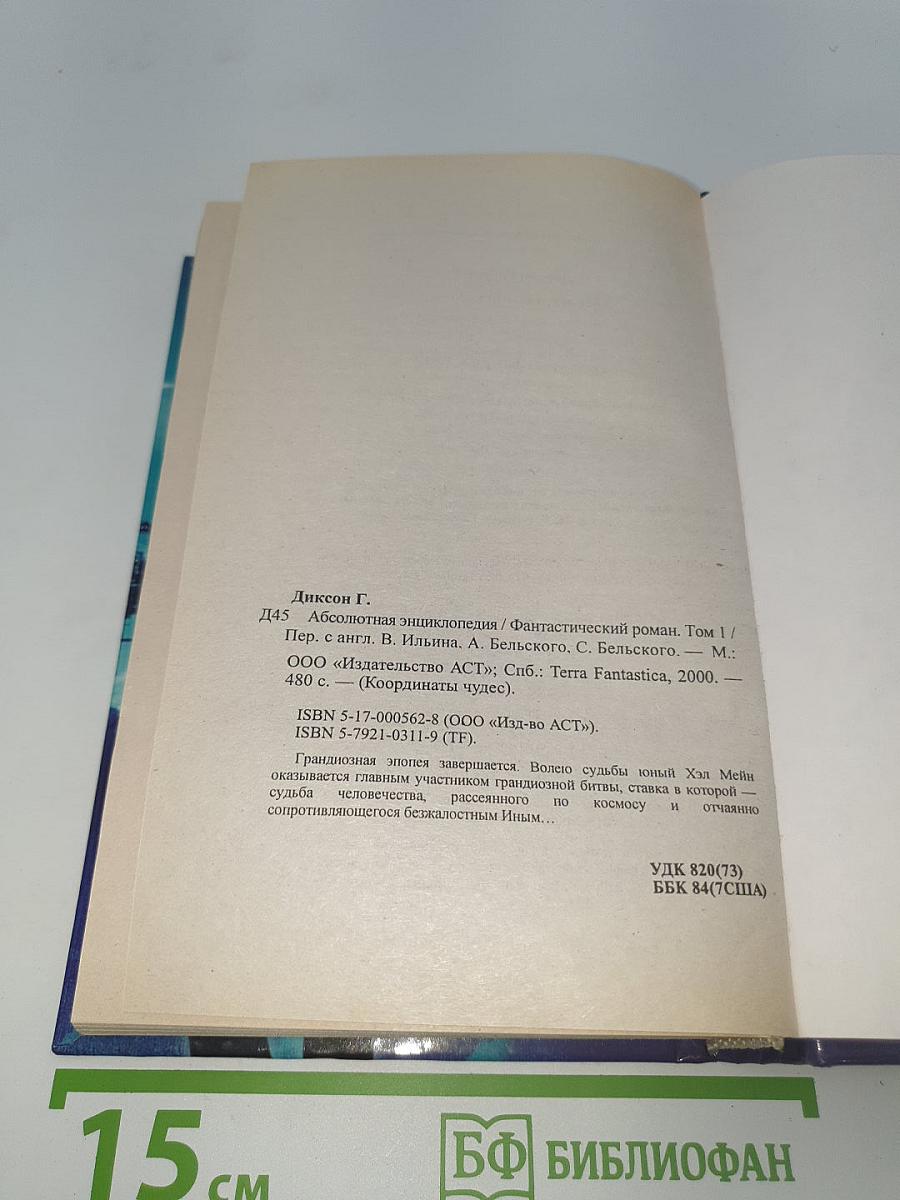 Диксон Г.
Д45 Абсолютная энциклопедия / Фантастический роман. Том 1 /
Пер. с англ. В. Ильина, А. Бельского, С. Бельского. — М.:
ООО «Издательство АСТ»; Спб.: Terra Fantastica, 2000. —
480 с. — (Координаты чудес).
ISBN 5-17-000562-8 (ООО «Изд-во АСТ»).
ISBN 5-7921-0311-9 (TF).
Грандиозная эпопея завершается. Волею судьбы юный Хэл Мейн
оказывается главным участником грандиозной битвы, ставка в которой —
судьба человечества, рассеянного по космосу и отчаянно
сопротивляющегося безжалостным Иным...
УДК 820(73)
ББК 84(7США)
15 см
БФ БИБЛИОФАН